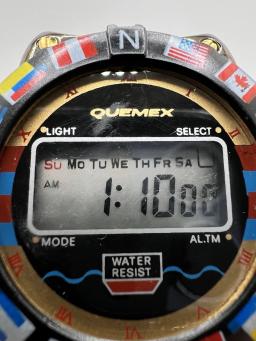 N
QUEMEX
LIGHT SELECT
SU MO TU WE TH FR SA
AM
1:10 00
MODE AL.TM
WATER
RESIST